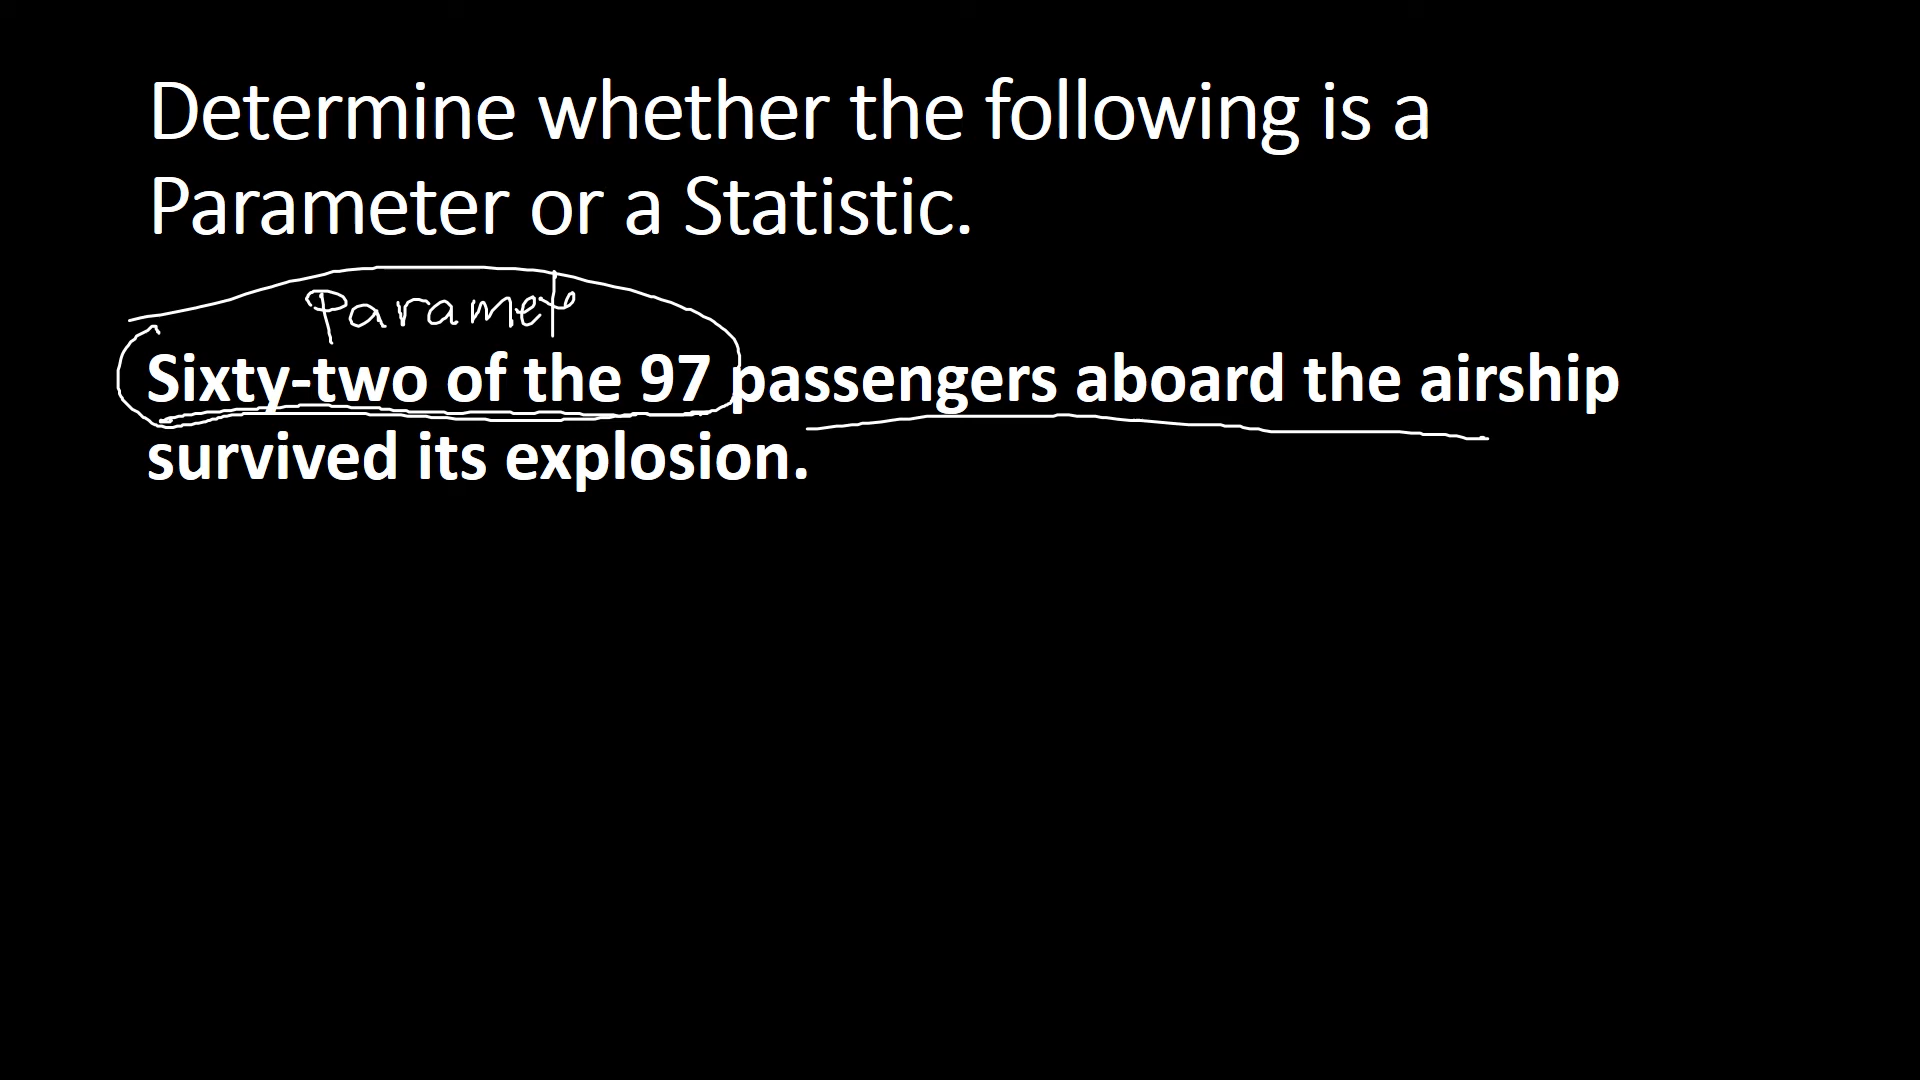 Determine whether the following is a
Parameter or a Statistic.
Paramet
Sixty-two of the 97 passengers aboard the airship
survived its explosion.